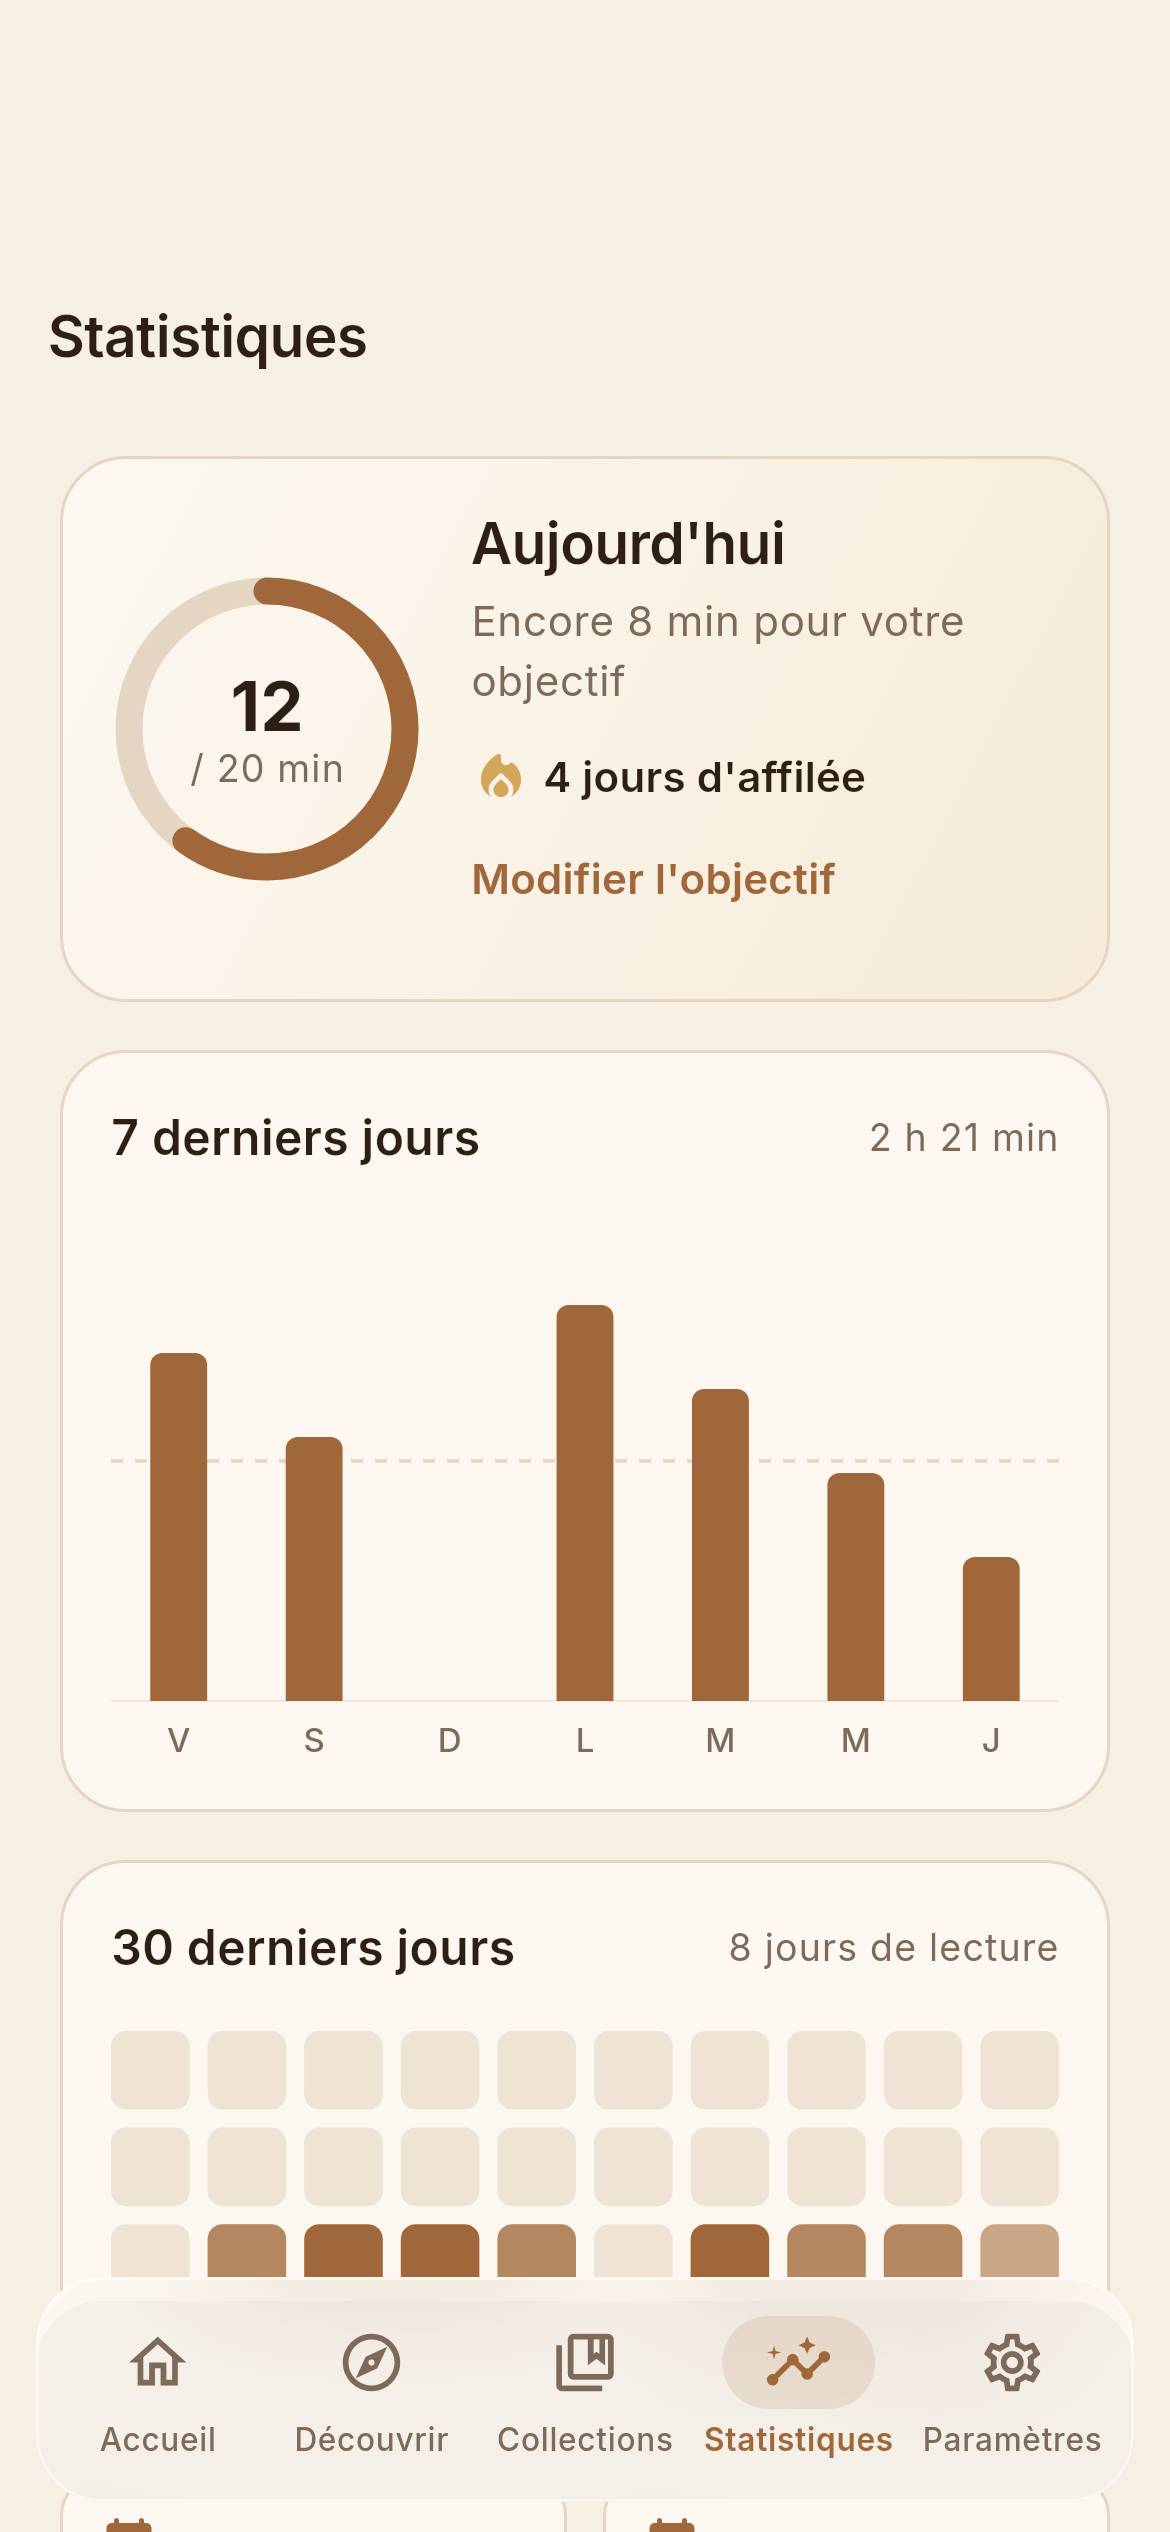 Statistiques
Aujourd'hui
Encore 8 min pour votre
objectif
12
/ 20 min
4 jours d'affilée
Modifier l'objectif
7 derniers jours
2 h 21 min
V S D L M M J
30 derniers jours
8 jours de lecture
Accueil Découvrir Collections Statistiques Paramètres